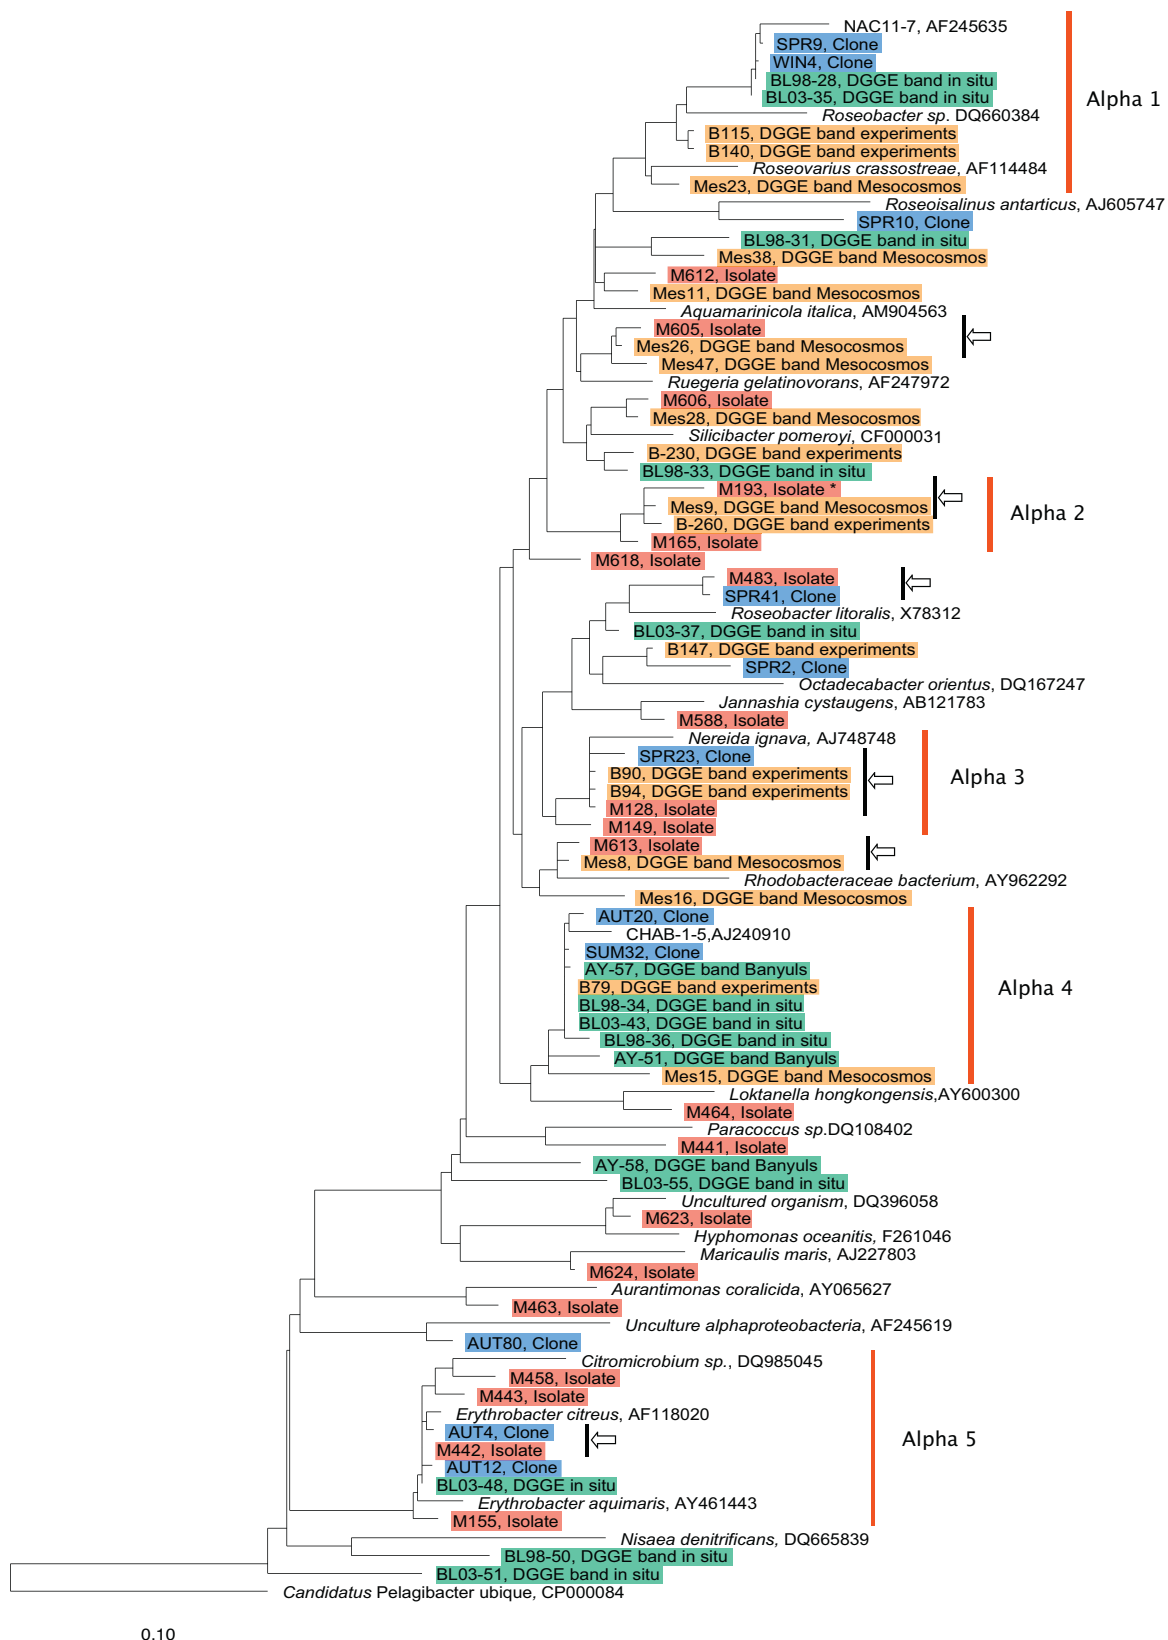 NAC11-7, AF245635
SPR9, Clone
WIN4, Clone
BL98-28, DGGE band in situ
BL03-35, DGGE band in situ
Alpha 1
Roseobacter sp. DQ660384
B115, DGGE band experiments
B140, DGGE band experiments
Roseovarius crassostreae, AF114484
Mes23, DGGE band Mesocosmos
Roseoisalinus antarticus, AJ605747
SPR10, Clone
BL98-31, DGGE band in situ
Mes38, DGGE band Mesocosmos
M612, Isolate
Mes11, DGGE band Mesocosmos
Aquamarinicola italica, AM904563
M605, Isolate
Mes26, DGGE band Mesocosmos
Mes47, DGGE band Mesocosmos
Ruegeria gelatinovorans, AF247972
M606, Isolate
Mes28, DGGE band Mesocosmos
Silicibacter pomeroyi, CF000031
B-230, DGGE band experiments
BL98-33, DGGE band in situ
M193, Isolate *
Mes9, DGGE band Mesocosmos
Alpha 2
B-260, DGGE band experiments
M165, Isolate
M618, Isolate
M483, Isolate
SPR41, Clone
Roseobacter litoralis, X78312
BL03-37, DGGE band in situ
B147, DGGE band experiments
SPR2, Clone
Octadecabacter orientus, DQ167247
Jannashia cystaugens, AB121783
M588, Isolate
Nereida ignava, AJ748748
SPR23, Clone
B90, DGGE band experiments
Alpha 3
B94, DGGE band experiments
M128, Isolate
M149, Isolate
M613, Isolate
Mes8, DGGE band Mesocosmos
Rhodobacteraceae bacterium, AY962292
Mes16, DGGE band Mesocosmos
AUT20, Clone
CHAB-1-5,AJ240910
SUM32, Clone
AY-57, DGGE band Banyuls
B79, DGGE band experiments
Alpha 4
BL98-34, DGGE band in situ
BL03-43, DGGE band in situ
BL98-36, DGGE band in situ
AY-51, DGGE band Banyuls
Mes15, DGGE band Mesocosmos
Loktanella hongkongensis,AY600300
M464, Isolate
Paracoccus sp.DQ108402
M441, Isolate
AY-58, DGGE band Banyuls
BL03-55, DGGE band in situ
Uncultured organism, DQ396058
M623, Isolate
Hyphomonas oceanitis, F261046
Maricaulis maris, AJ227803
M624, Isolate
Aurantimonas coralicida, AY065627
M463, Isolate
Unculture alphaproteobacteria, AF245619
AUT80, Clone
Citromicrobium sp., DQ985045
M458, Isolate
M443, Isolate
Erythrobacter citreus, AF118020
AUT4, Clone
Alpha 5
M442, Isolate
AUT12, Clone
BL03-48, DGGE in situ
Erythrobacter aquimaris, AY461443
M155, Isolate
Nisaea denitrificans, DQ665839
BL98-50, DGGE band in situ
BL03-51, DGGE band in situ
Candidatus Pelagibacter ubique, CP000084
0.10